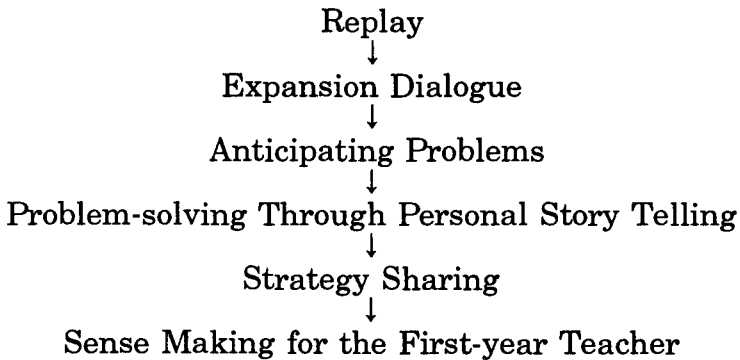 Replay
Expansion Dialogue
Anticipating Problems
Problem-solving Through Personal Story Telling
Strategy Sharing
Sense Making for the First-year Teacher